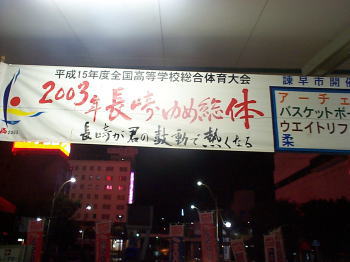 平成15年度全国高等学校総合体育大会
2003年長崎ゆめ総体
長崎が君の鼓動で熱くなる
諫早市開催
アーチェ
バスケットボー
ウエイトリフ
柔